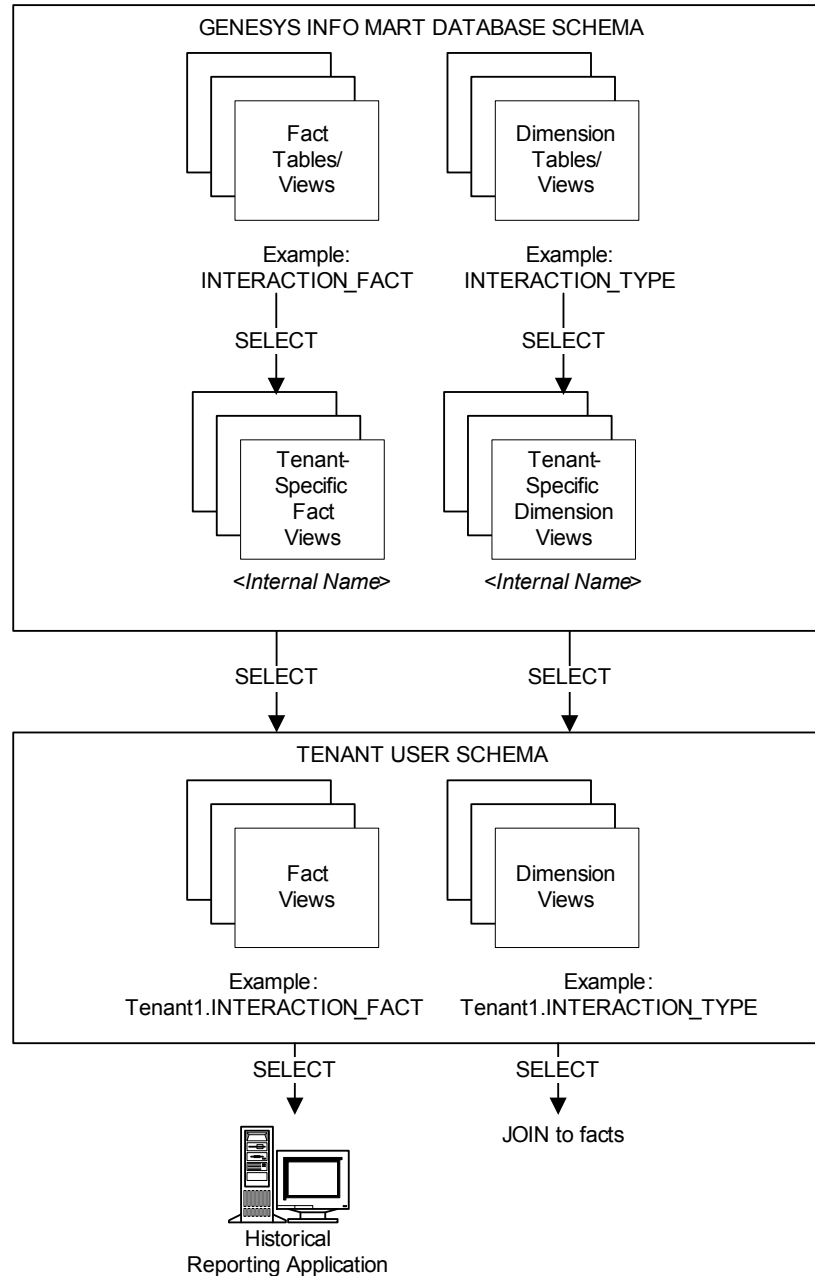 GENESYS INFO MART DATABASE SCHEMA
Fact
Tables/
Views
Dimension
Tables/
Views
Example:
INTERACTION_FACT
Example:
INTERACTION_TYPE
SELECT
SELECT
Tenant-
Specific
Fact
Views
Tenant-
Specific
Dimension
Views
<Internal Name>
<Internal Name>
SELECT
SELECT
TENANT USER SCHEMA
Fact
Views
Dimension
Views
Example:
Tenant1.INTERACTION_FACT
Example:
Tenant1.INTERACTION_TYPE
SELECT
SELECT
JOIN to facts
Historical
Reporting Application